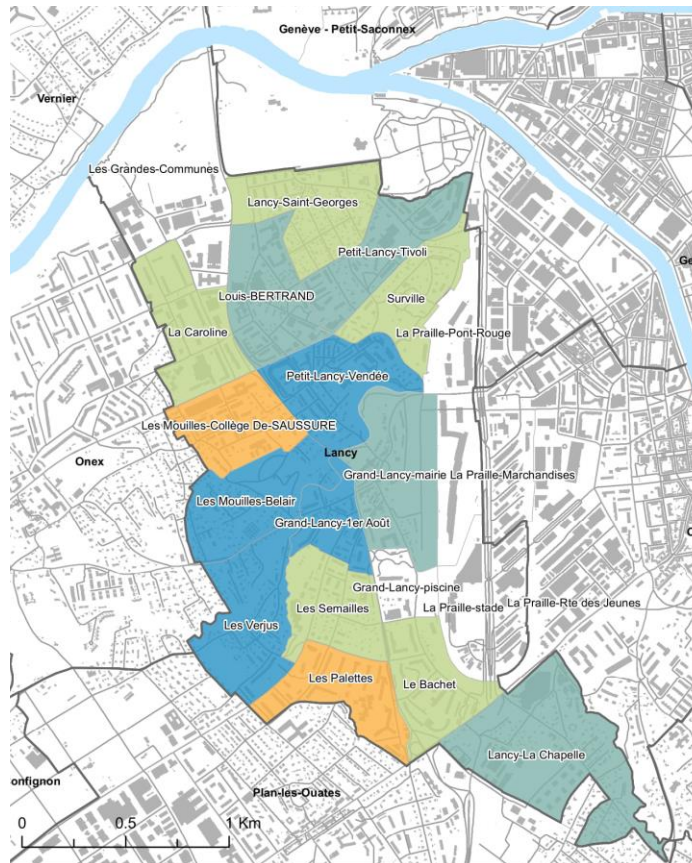 Genève - Petit-Saconnex
Vernier
Les Grandes-Communes
Lancy-Saint-Georges
Petit-Lancy-Tivoli
Ge
Louis-BERTRAND
Surville
La Caroline
La Praille-Pont-Rouge
Petit-Lancy-Vendée
Les Mouilles-Collège De-SAUSSURE
Lancy
Onex
Grand-Lancy-mairie
La Praille-Marchandises
Les Mouilles-Belair
Grand-Lancy-1er Août
C
Grand-Lancy-piscine
Les Semailles
La Praille-stade
La Praille-Rte des Jeunes
Les Verjus
Les Palettes
Le Bachet
Lancy-La Chapelle
onfignon
Plan-les-Ouates
0 0.5 1 Km